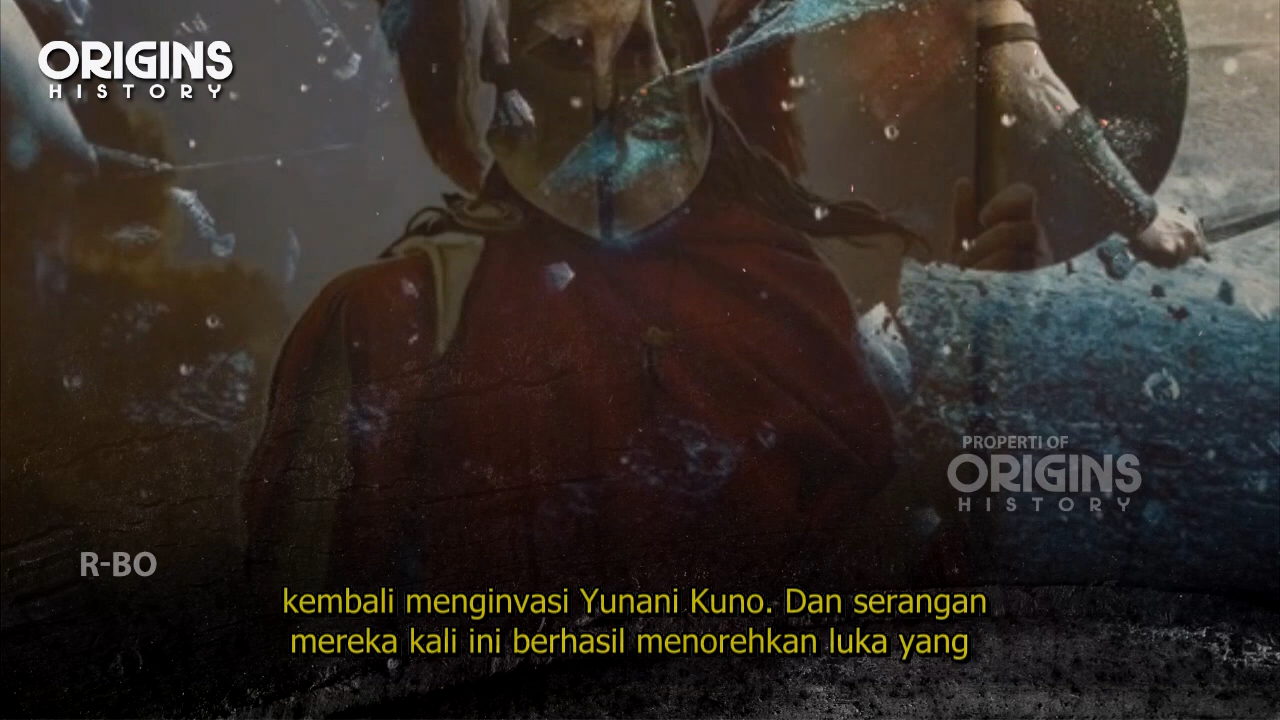 ORIGINS
HISTORY
PROPERTI OF
ORIGINS
HISTORY
R-BO
kembali menginvasi Yunani Kuno. Dan serangan
mereka kali ini berhasil menorehkan luka yang